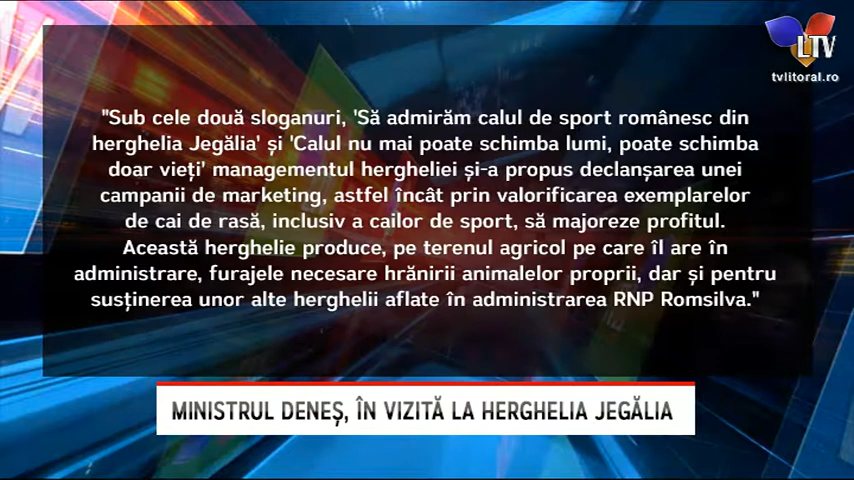 LTV
tvlitoral.ro
"Sub cele două sloganuri, 'Să admirăm calul de sport românesc din
herghelia Jegălia' și 'Calul nu mai poate schimba lumi, poate schimba
doar vieți' managementul hergheliei și-a propus declanșarea unei
campanii de marketing, astfel încât prin valorificarea exemplarelor
de cai de rasă, inclusiv a cailor de sport, să majoreze profitul.
Această herghelie produce, pe terenul agricol pe care îl are în
administrare, furajele necesare hrănirii animalelor proprii, dar și pentru
susținerea unor alte herghelii aflate în administrarea RNP Romsilva."
MINISTRUL DENEȘ, ÎN VIZITĂ LA HERGHELIA JEGĂLIA